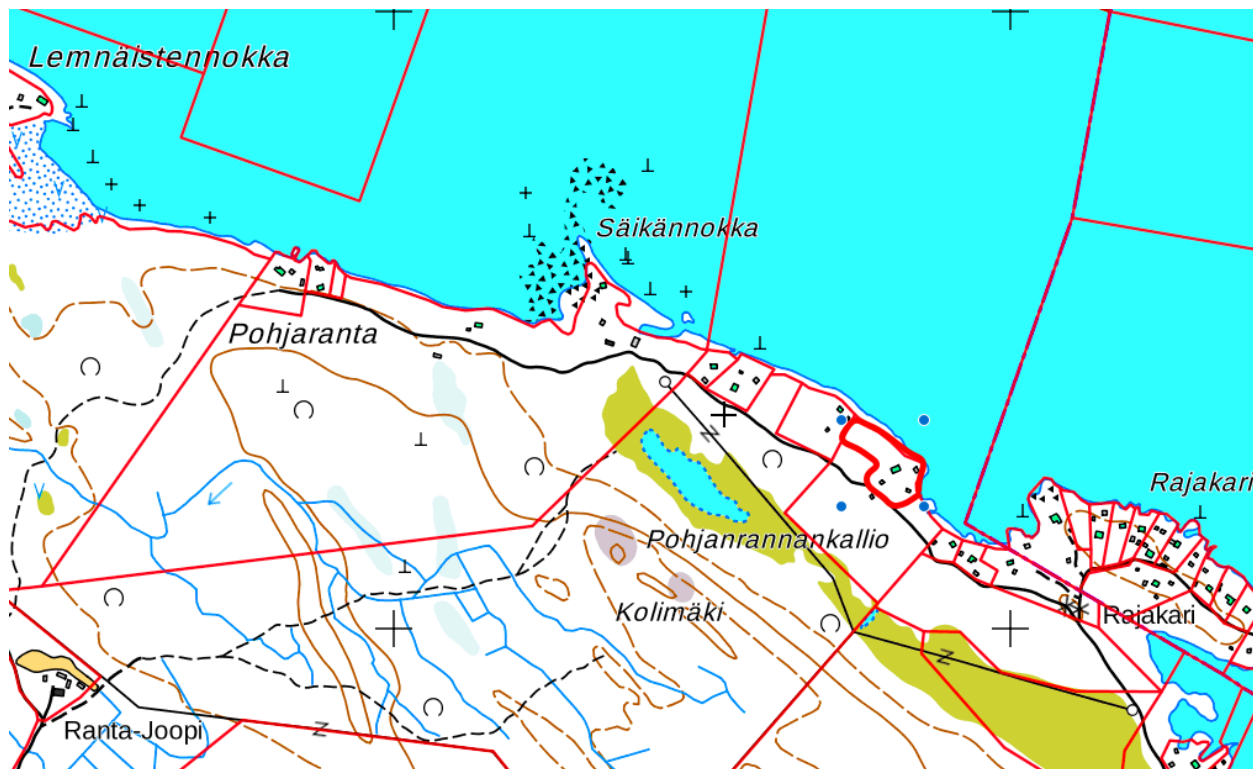 Lemnäistennokka
Säikännokka
Pohjaranta
Rajakari
Pohjanrannankallio
Kolimäki
Rajakari
Ranta-Joopi